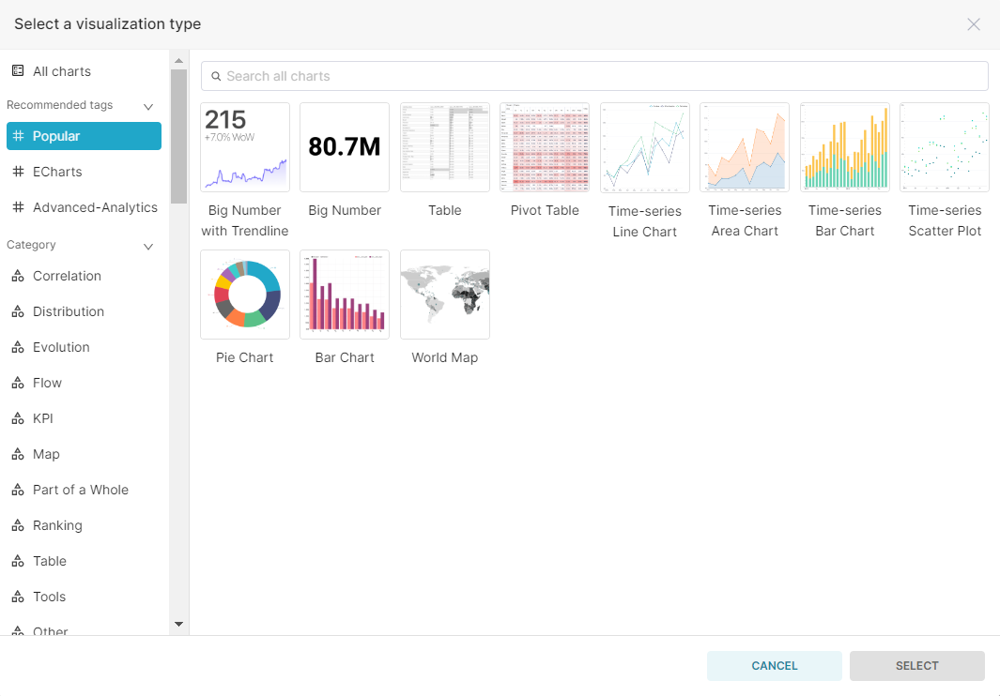 Select a visualization type
All charts
Recommended tags
Popular
ECharts
Advanced-Analytics
Category
Correlation
Distribution
Evolution
Flow
KPI
Map
Part of a Whole
Ranking
Table
Tools
Other
Search all charts
215
+7.0% WoW
80.7M
Big Number
with Trendline
Big Number
Table
Pivot Table
Time-series
Line Chart
Time-series
Area Chart
Time-series
Bar Chart
Time-series
Scatter Plot
Pie Chart
Bar Chart
World Map
CANCEL
SELECT